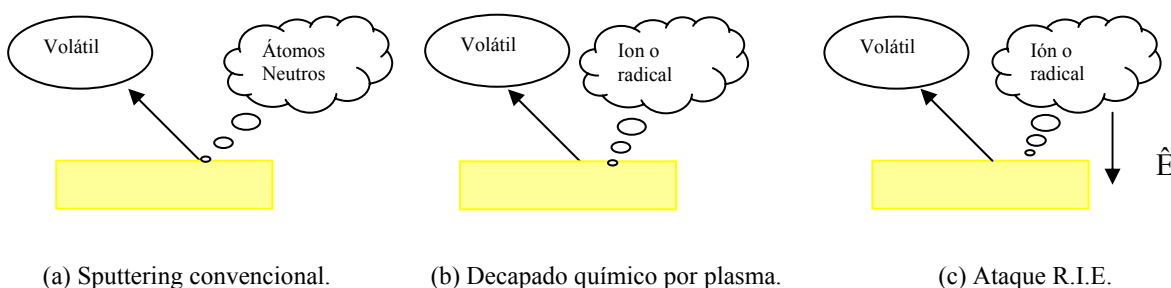 Volátil
Átomos
Neutros
Volátil
Ion o
radical
Volátil
Ión o
radical
Ê
(a) Sputtering convencional.
(b) Decapado químico por plasma.
(c) Ataque R.I.E.